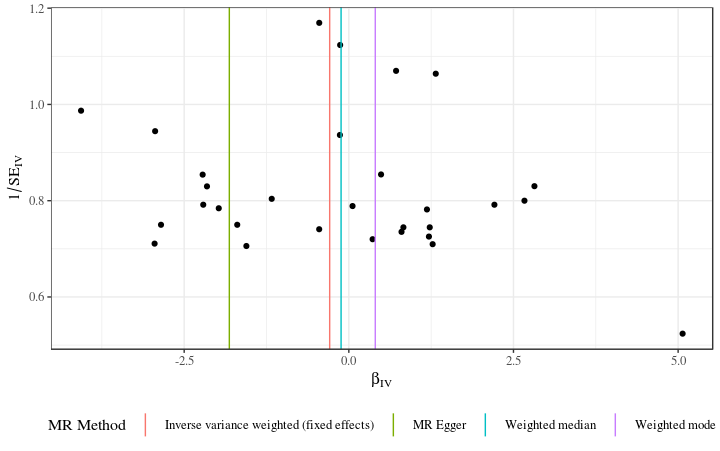 1.2
1.0
0.8
0.6
1/SE_IV
-2.5 0.0 2.5 5.0
β_IV
MR Method Inverse variance weighted (fixed effects) MR Egger Weighted median Weighted mode